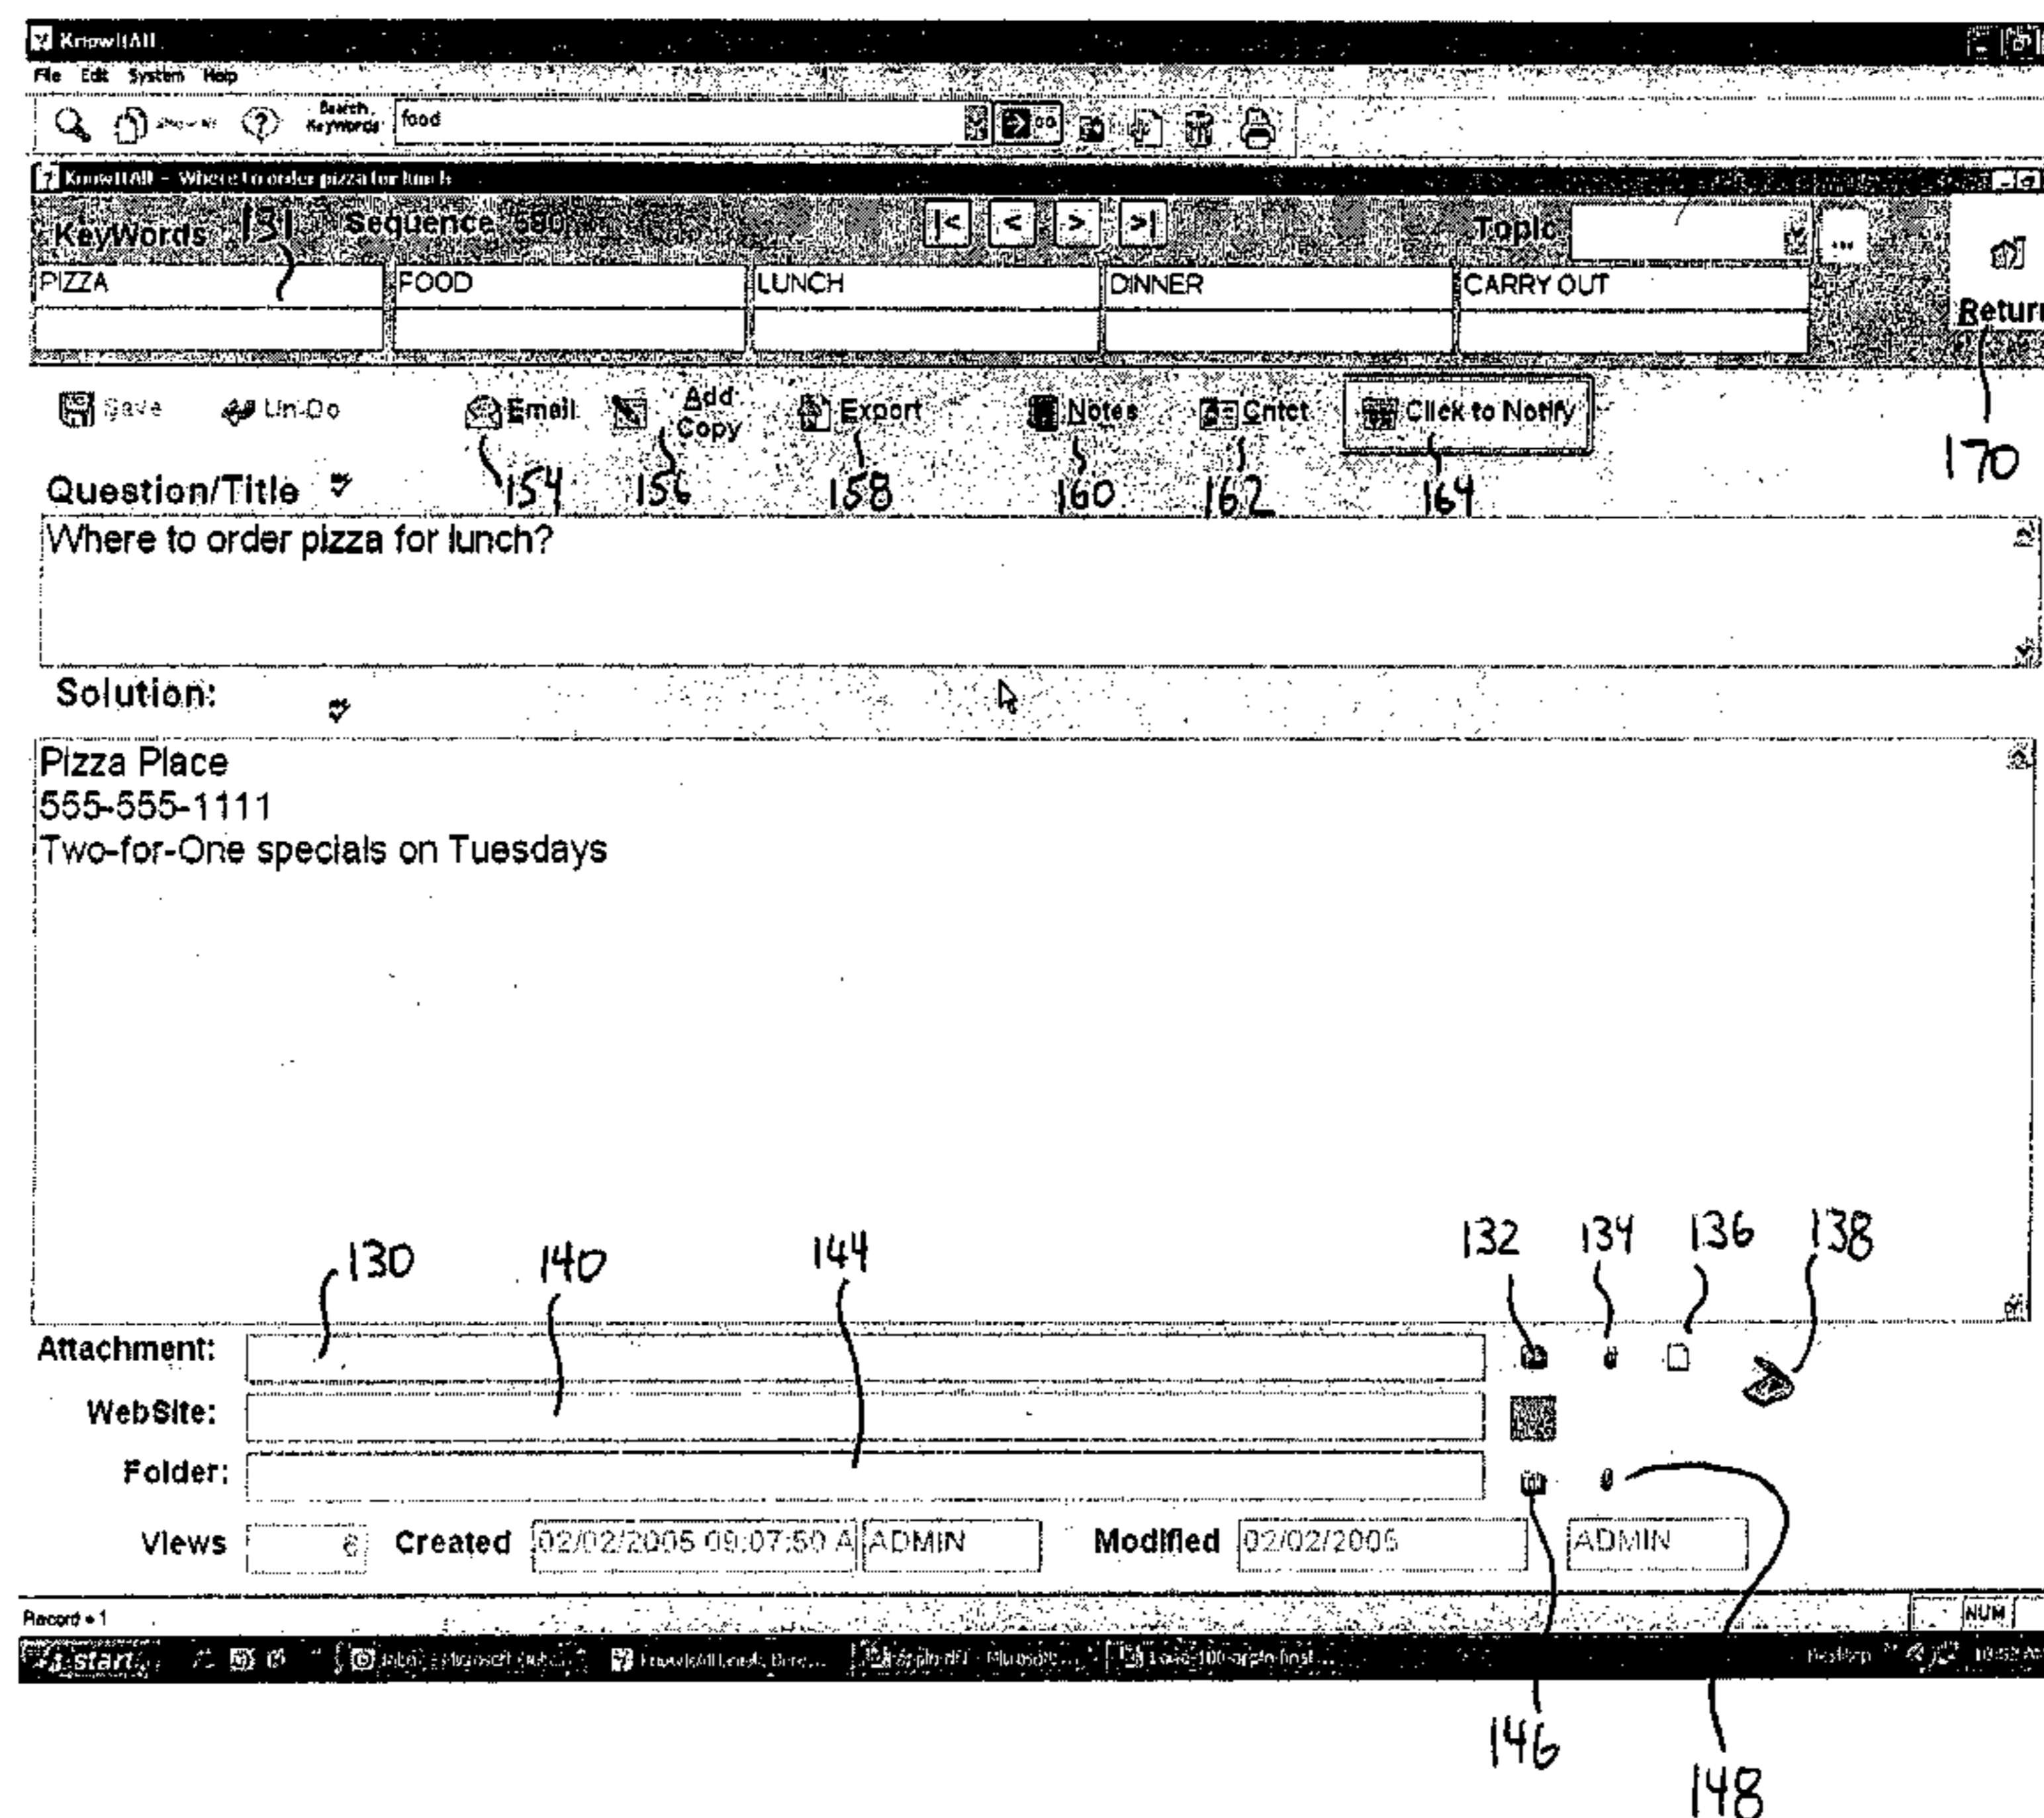 KnowItAll
File Edit System Help
Search Keywords food GO
KnowItAll - Where to order pizza for lunch
KeyWords 131 Sequence |< < > >| Topic ...
PIZZA FOOD LUNCH DINNER CARRY OUT
Return
Save Un-Do Email Add Copy Export Notes Cntct Click to Notify
170
Question/Title 154 156 158 160 162 164
Where to order pizza for lunch?
Solution:
Pizza Place
555-555-1111
Two-for-One specials on Tuesdays
130 140 144 132 134 136 138
Attachment:
WebSite:
Folder:
Views 6 Created 02/02/2005 09:07:50 A ADMIN Modified 02/02/2005 ADMIN
Record = 1 NUM
start
146
148